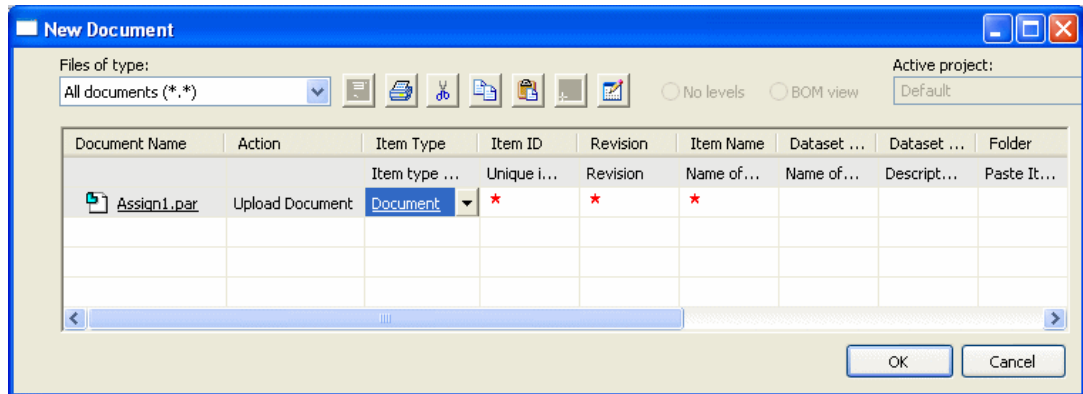 New Document
Files of type:
Active project:
All documents (*.*)
No levels
BOM view
Default
Document Name Action Item Type Item ID Revision Item Name Dataset ... Dataset ... Folder
Item type ... Unique i... Revision Name of... Name of... Descript... Paste It...
Assign1.par Upload Document Document * * *
OK Cancel